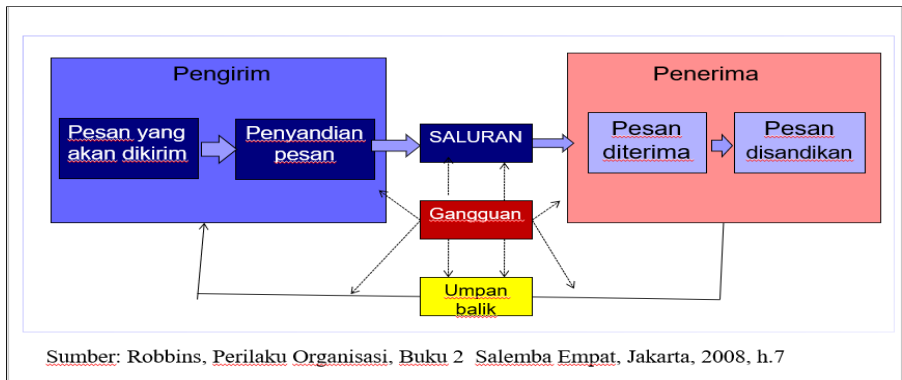 Pengirim
Penerima
Pesan yang
akan dikirim
Penyandian
pesan
SALURAN
Pesan
diterima
Pesan
disandikan
Gangguan
Umpan
balik
Sumber: Robbins, Perilaku Organisasi, Buku 2 Salemba Empat, Jakarta, 2008, h.7